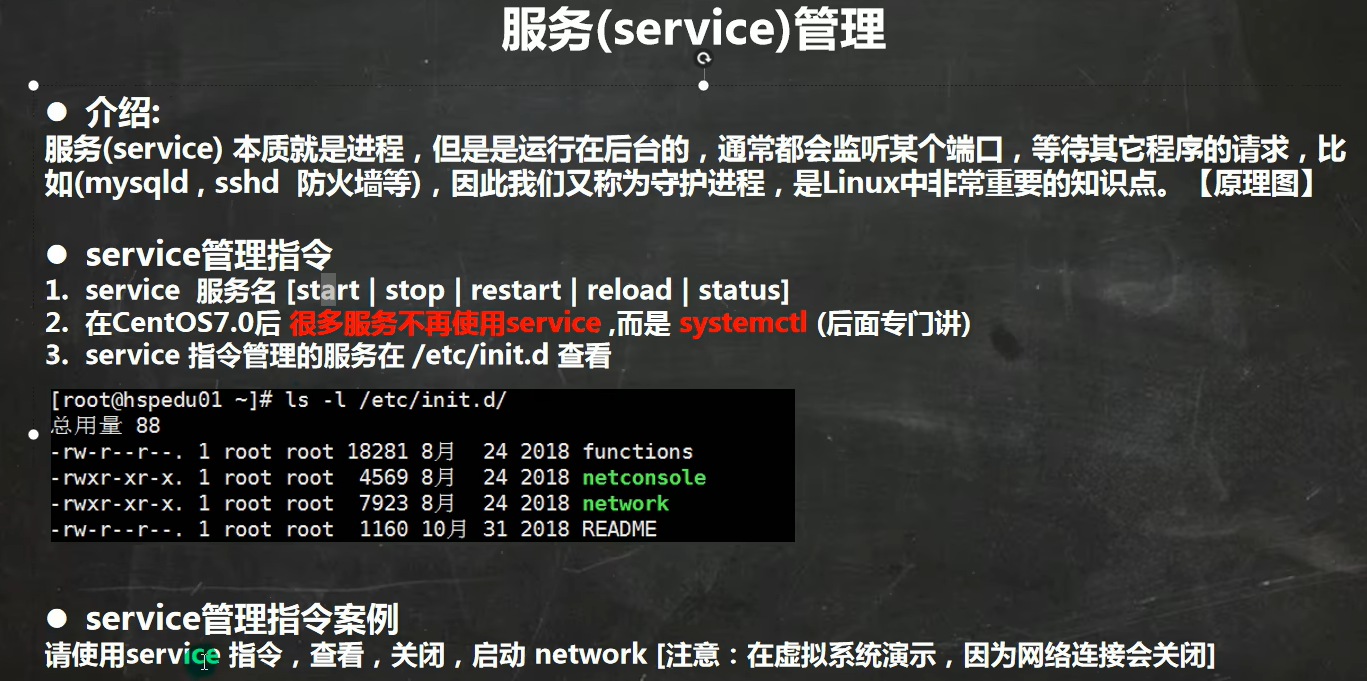 服务(service)管理
● 介绍:
服务(service) 本质就是进程，但是是运行在后台的，通常都会监听某个端口，等待其它程序的请求，比
如(mysqld，sshd 防火墙等)，因此我们又称为守护进程，是Linux中非常重要的知识点。【原理图】
● service管理指令
1. service 服务名 [start | stop | restart | reload | status]
2. 在CentOS7.0后 很多服务不再使用service ,而是 systemctl (后面专门讲)
3. service 指令管理的服务在 /etc/init.d 查看
[root@hspedu01 ~]# ls -l /etc/init.d/
总用量 88
-rw-r--r--. 1 root root 18281 8月  24 2018 functions
-rwxr-xr-x. 1 root root  4569 8月  24 2018 netconsole
-rwxr-xr-x. 1 root root  7923 8月  24 2018 network
-rw-r--r--. 1 root root  1160 10月 31 2018 README
● service管理指令案例
请使用service 指令，查看，关闭，启动 network [注意：在虚拟系统演示，因为网络连接会关闭]